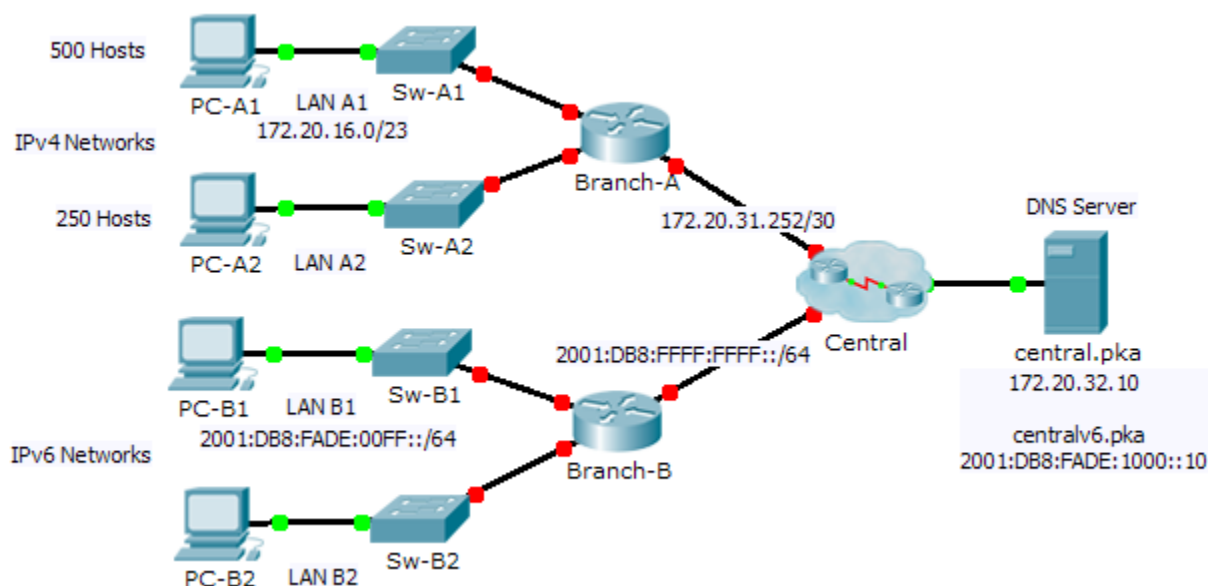 500 Hosts
PC-A1
LAN A1
172.20.16.0/23
Sw-A1
IPv4 Networks
Branch-A
250 Hosts
PC-A2
LAN A2
Sw-A2
172.20.31.252/30
DNS Server
central.pka
172.20.32.10
centralv6.pka
2001:DB8:FADE:1000::10
Central
2001:DB8:FFFF:FFFF::/64
PC-B1
LAN B1
2001:DB8:FADE:00FF::/64
Sw-B1
IPv6 Networks
Branch-B
PC-B2
LAN B2
Sw-B2